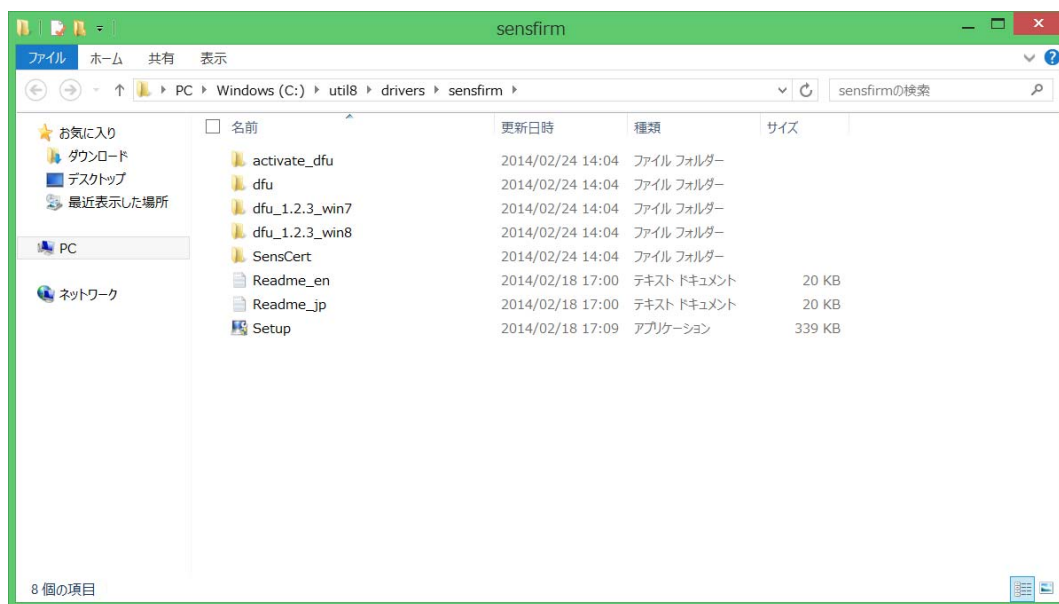 sensfirm
ファイル ホーム 共有 表示
PC Windows (C:) util8 drivers sensfirm sensfirmの検索
お気に入り
ダウンロード
デスクトップ
最近表示した場所
PC
ネットワーク
名前 更新日時 種類 サイズ
activate_dfu 2014/02/24 14:04 ファイル フォルダー
dfu 2014/02/24 14:04 ファイル フォルダー
dfu_1.2.3_win7 2014/02/24 14:04 ファイル フォルダー
dfu_1.2.3_win8 2014/02/24 14:04 ファイル フォルダー
SensCert 2014/02/24 14:04 ファイル フォルダー
Readme_en 2014/02/18 17:00 テキスト ドキュメント 20 KB
Readme_jp 2014/02/18 17:00 テキスト ドキュメント 20 KB
Setup 2014/02/18 17:09 アプリケーション 339 KB
8 個の項目